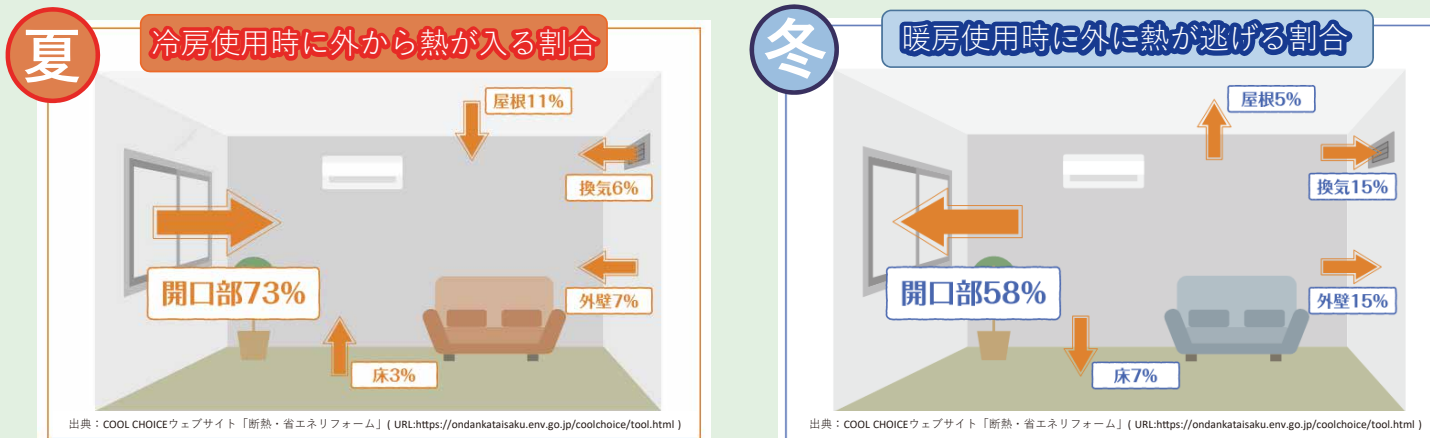 夏
冷房使用時に外から熱が入る割合
屋根11%
換気6%
開口部73%
外壁7%
床3%
出典：COOL CHOICEウェブサイト「断熱・省エネリフォーム」( URL:https://ondankataisaku.env.go.jp/coolchoice/tool.html )
冬
暖房使用時に外に熱が逃げる割合
屋根5%
換気15%
開口部58%
外壁15%
床7%
出典：COOL CHOICEウェブサイト「断熱・省エネリフォーム」( URL:https://ondankataisaku.env.go.jp/coolchoice/tool.html )